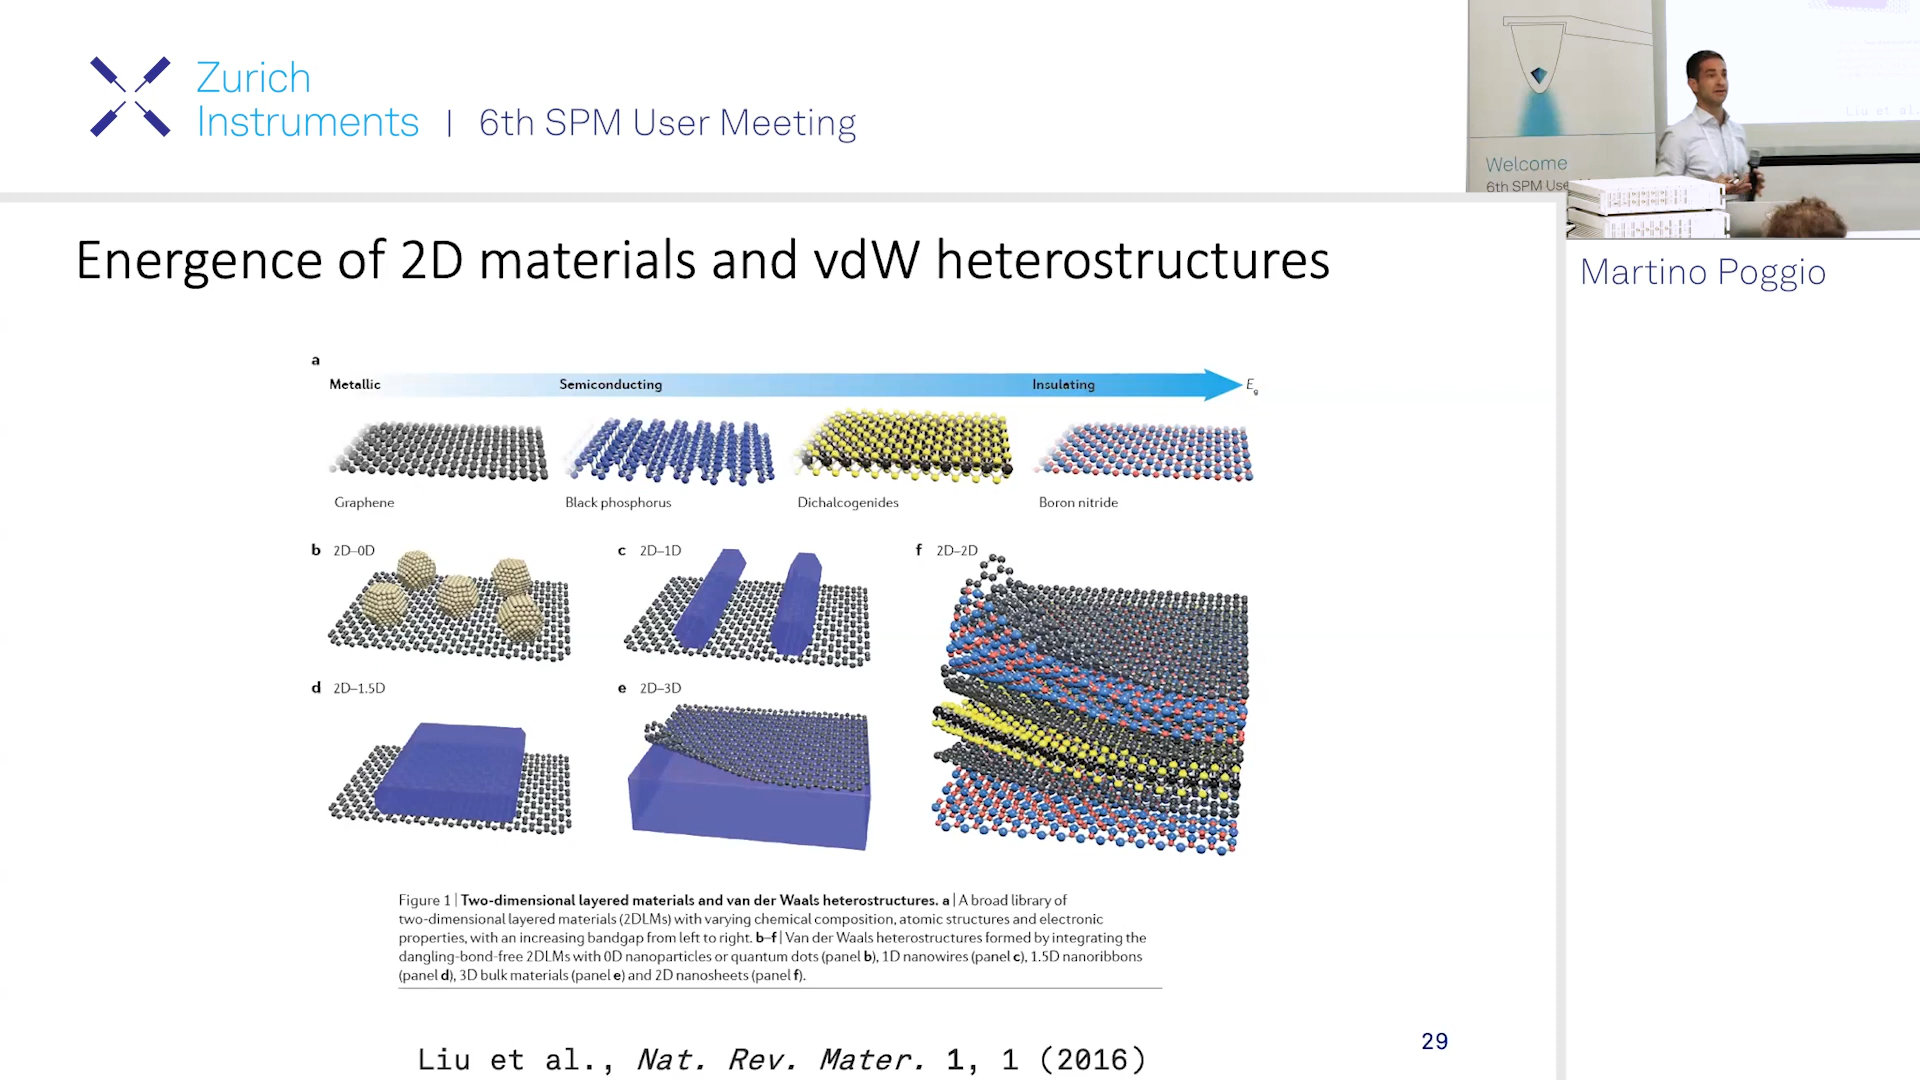 Zurich
Instruments | 6th SPM User Meeting
Welcome
6th SPM Use
Liu et al.
Martino Poggio
Energence of 2D materials and vdW heterostructures
a
Metallic Semiconducting Insulating Eg
Graphene Black phosphorus Dichalcogenides Boron nitride
b 2D–0D c 2D–1D f 2D–2D
d 2D–1.5D e 2D–3D
Figure 1 | Two-dimensional layered materials and van der Waals heterostructures. a | A broad library of
two-dimensional layered materials (2DLMs) with varying chemical composition, atomic structures and electronic
properties, with an increasing bandgap from left to right. b–f | Van der Waals heterostructures formed by integrating the
dangling-bond-free 2DLMs with 0D nanoparticles or quantum dots (panel b), 1D nanowires (panel c), 1.5D nanoribbons
(panel d), 3D bulk materials (panel e) and 2D nanosheets (panel f).
Liu et al., Nat. Rev. Mater. 1, 1 (2016)
29